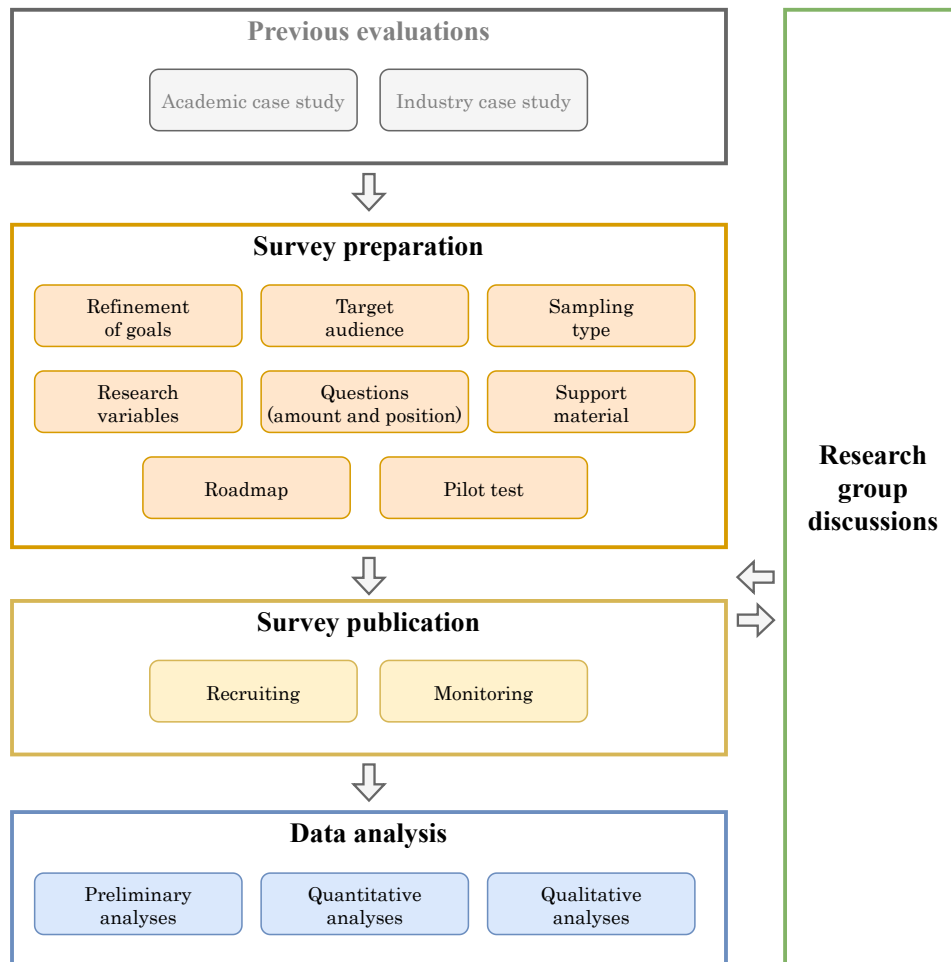 Previous evaluations
Academic case study
Industry case study
Survey preparation
Refinement
of goals
Target
audience
Sampling
type
Research
variables
Questions
(amount and position)
Support
material
Roadmap
Pilot test
Survey publication
Recruiting
Monitoring
Data analysis
Preliminary
analyses
Quantitative
analyses
Qualitative
analyses
Research
group
discussions